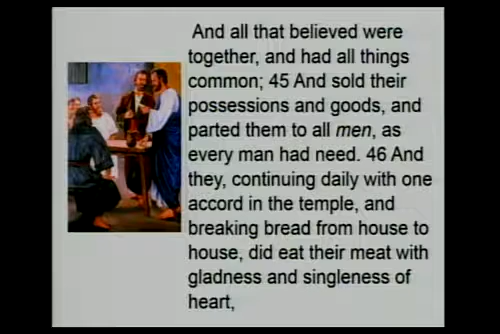 And all that believed were
together, and had all things
common; 45 And sold their
possessions and goods, and
parted them to all men, as
every man had need. 46 And
they, continuing daily with one
accord in the temple, and
breaking bread from house to
house, did eat their meat with
gladness and singleness of
heart,